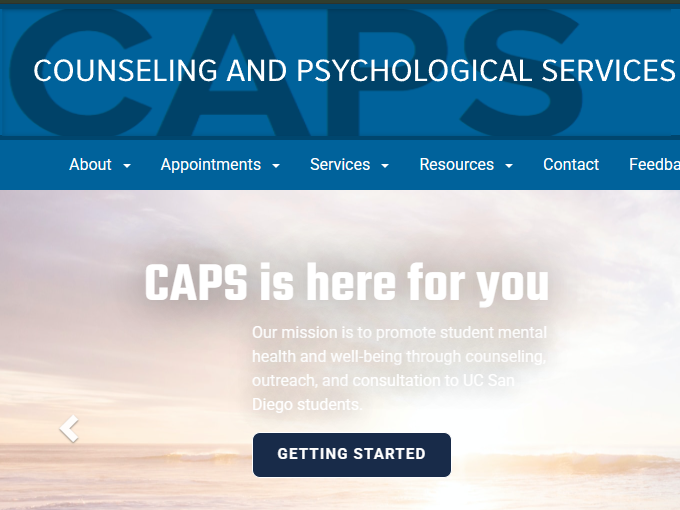 CAPS
COUNSELING AND PSYCHOLOGICAL SERVICES
About Appointments Services Resources Contact Feedba
CAPS is here for you
Our mission is to promote student mental
health and well-being through counseling,
outreach, and consultation to UC San
Diego students.
GETTING STARTED